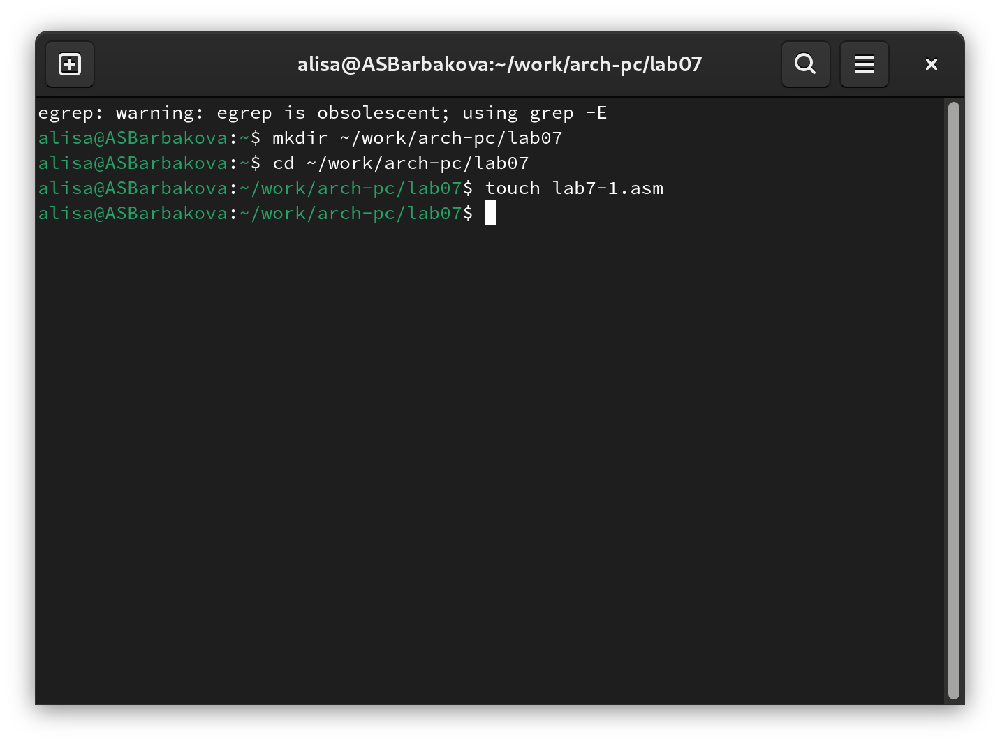 alisa@ASBarbakova:~/work/arch-pc/lab07
egrep: warning: egrep is obsolescent; using grep -E
alisa@ASBarbakova:~$ mkdir ~/work/arch-pc/lab07
alisa@ASBarbakova:~$ cd ~/work/arch-pc/lab07
alisa@ASBarbakova:~/work/arch-pc/lab07$ touch lab7-1.asm
alisa@ASBarbakova:~/work/arch-pc/lab07$